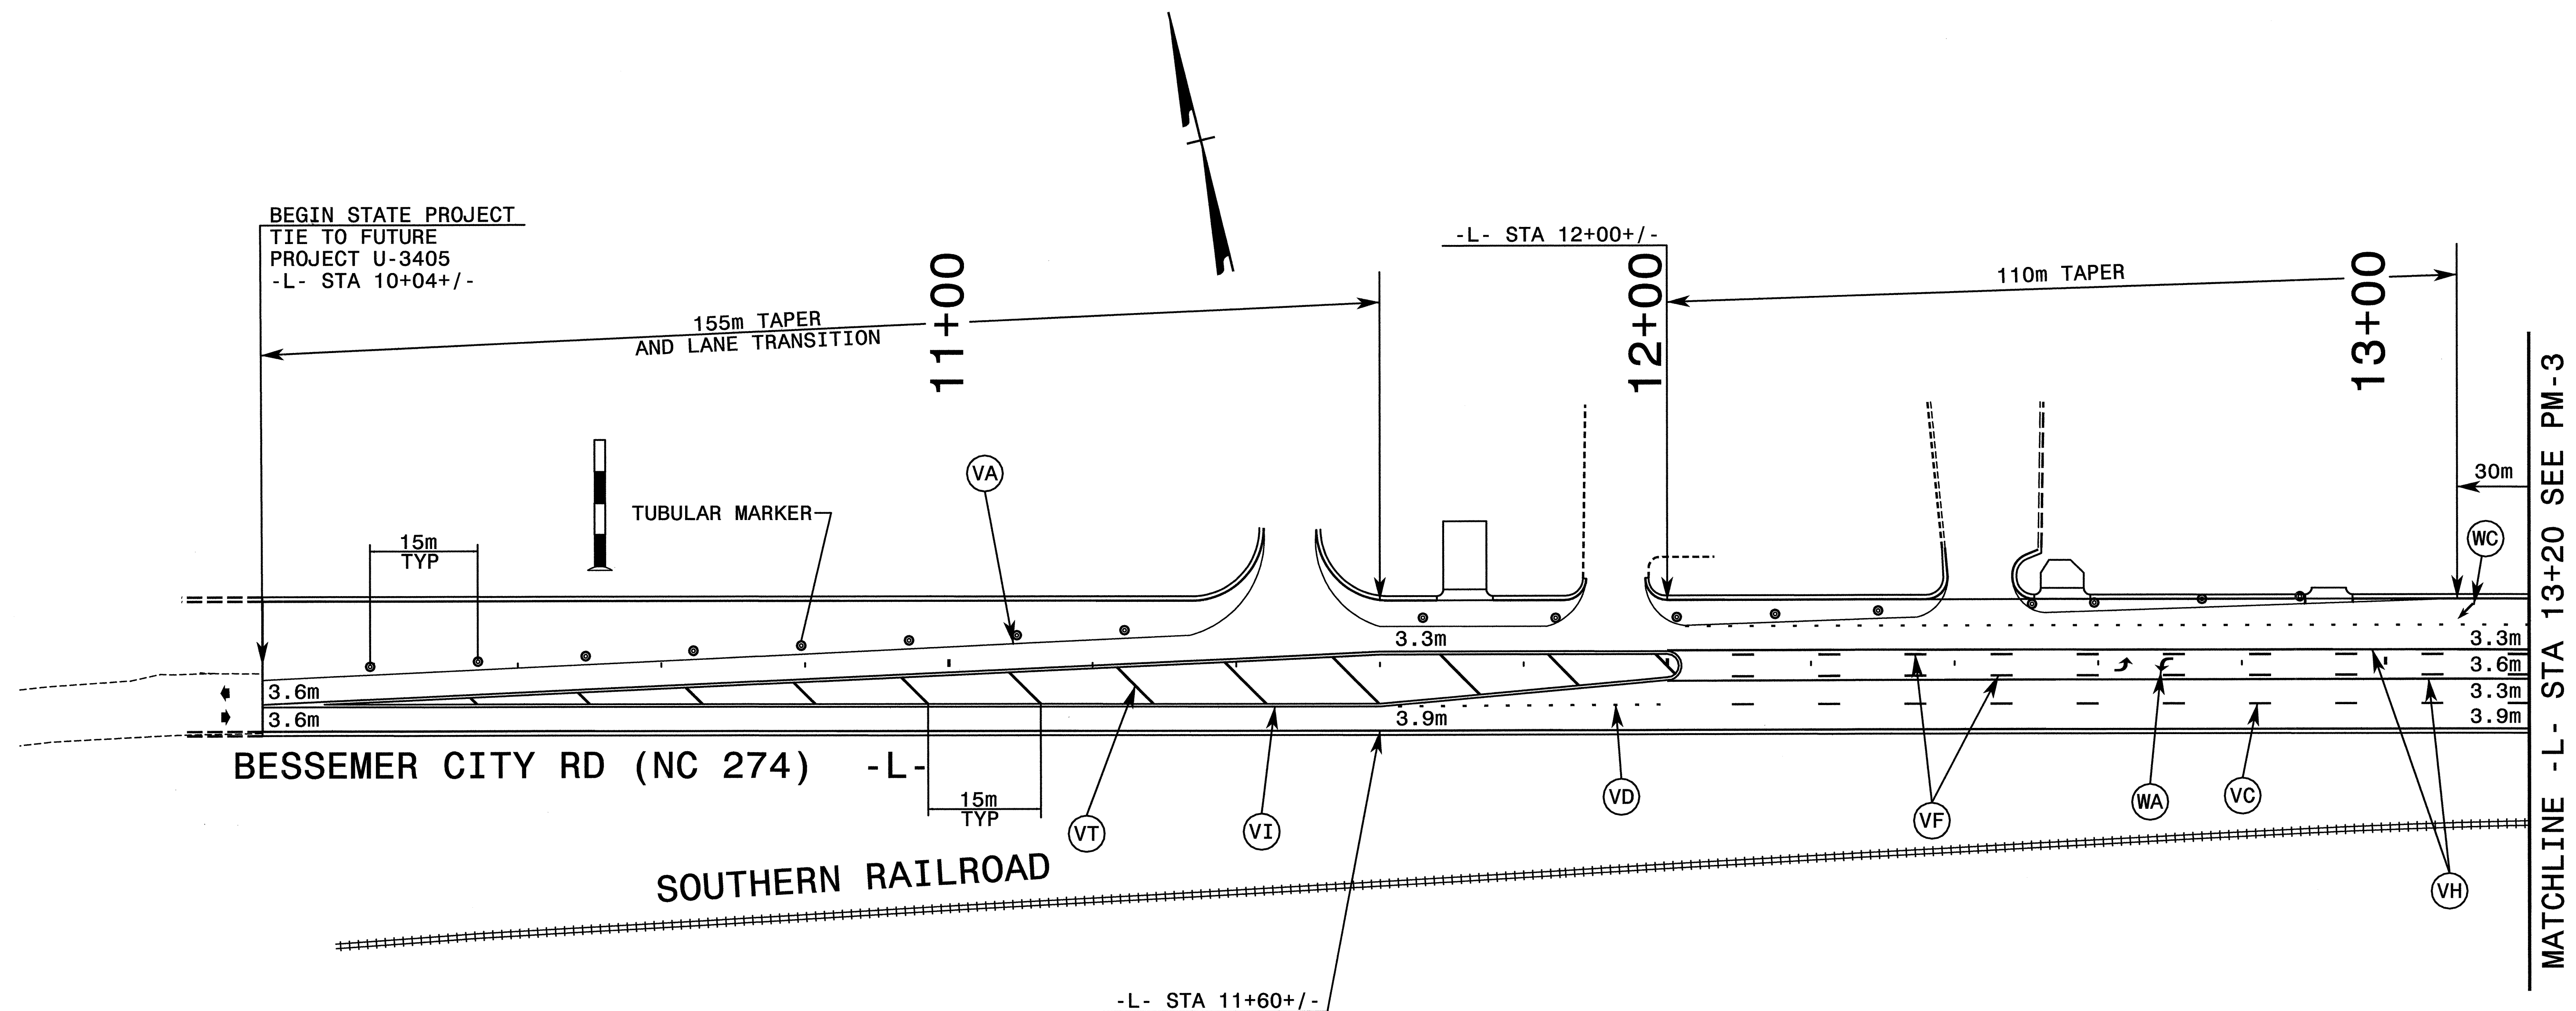 BEGIN STATE PROJECT
TIE TO FUTURE
PROJECT U-3405
-L- STA 10+04+/-
155m TAPER
AND LANE TRANSITION
11+00
-L- STA 12+00+/-
12+00
110m TAPER
13+00
MATCHLINE -L- STA 13+20 SEE PM-3
30m
WC
VA
TUBULAR MARKER
15m
TYP
3.6m
3.6m
3.3m
3.9m
3.3m
3.6m
3.3m
3.9m
BESSEMER CITY RD (NC 274) -L-
15m
TYP
VT
VI
VD
VF
WA
VC
VH
SOUTHERN RAILROAD
-L- STA 11+60+/-